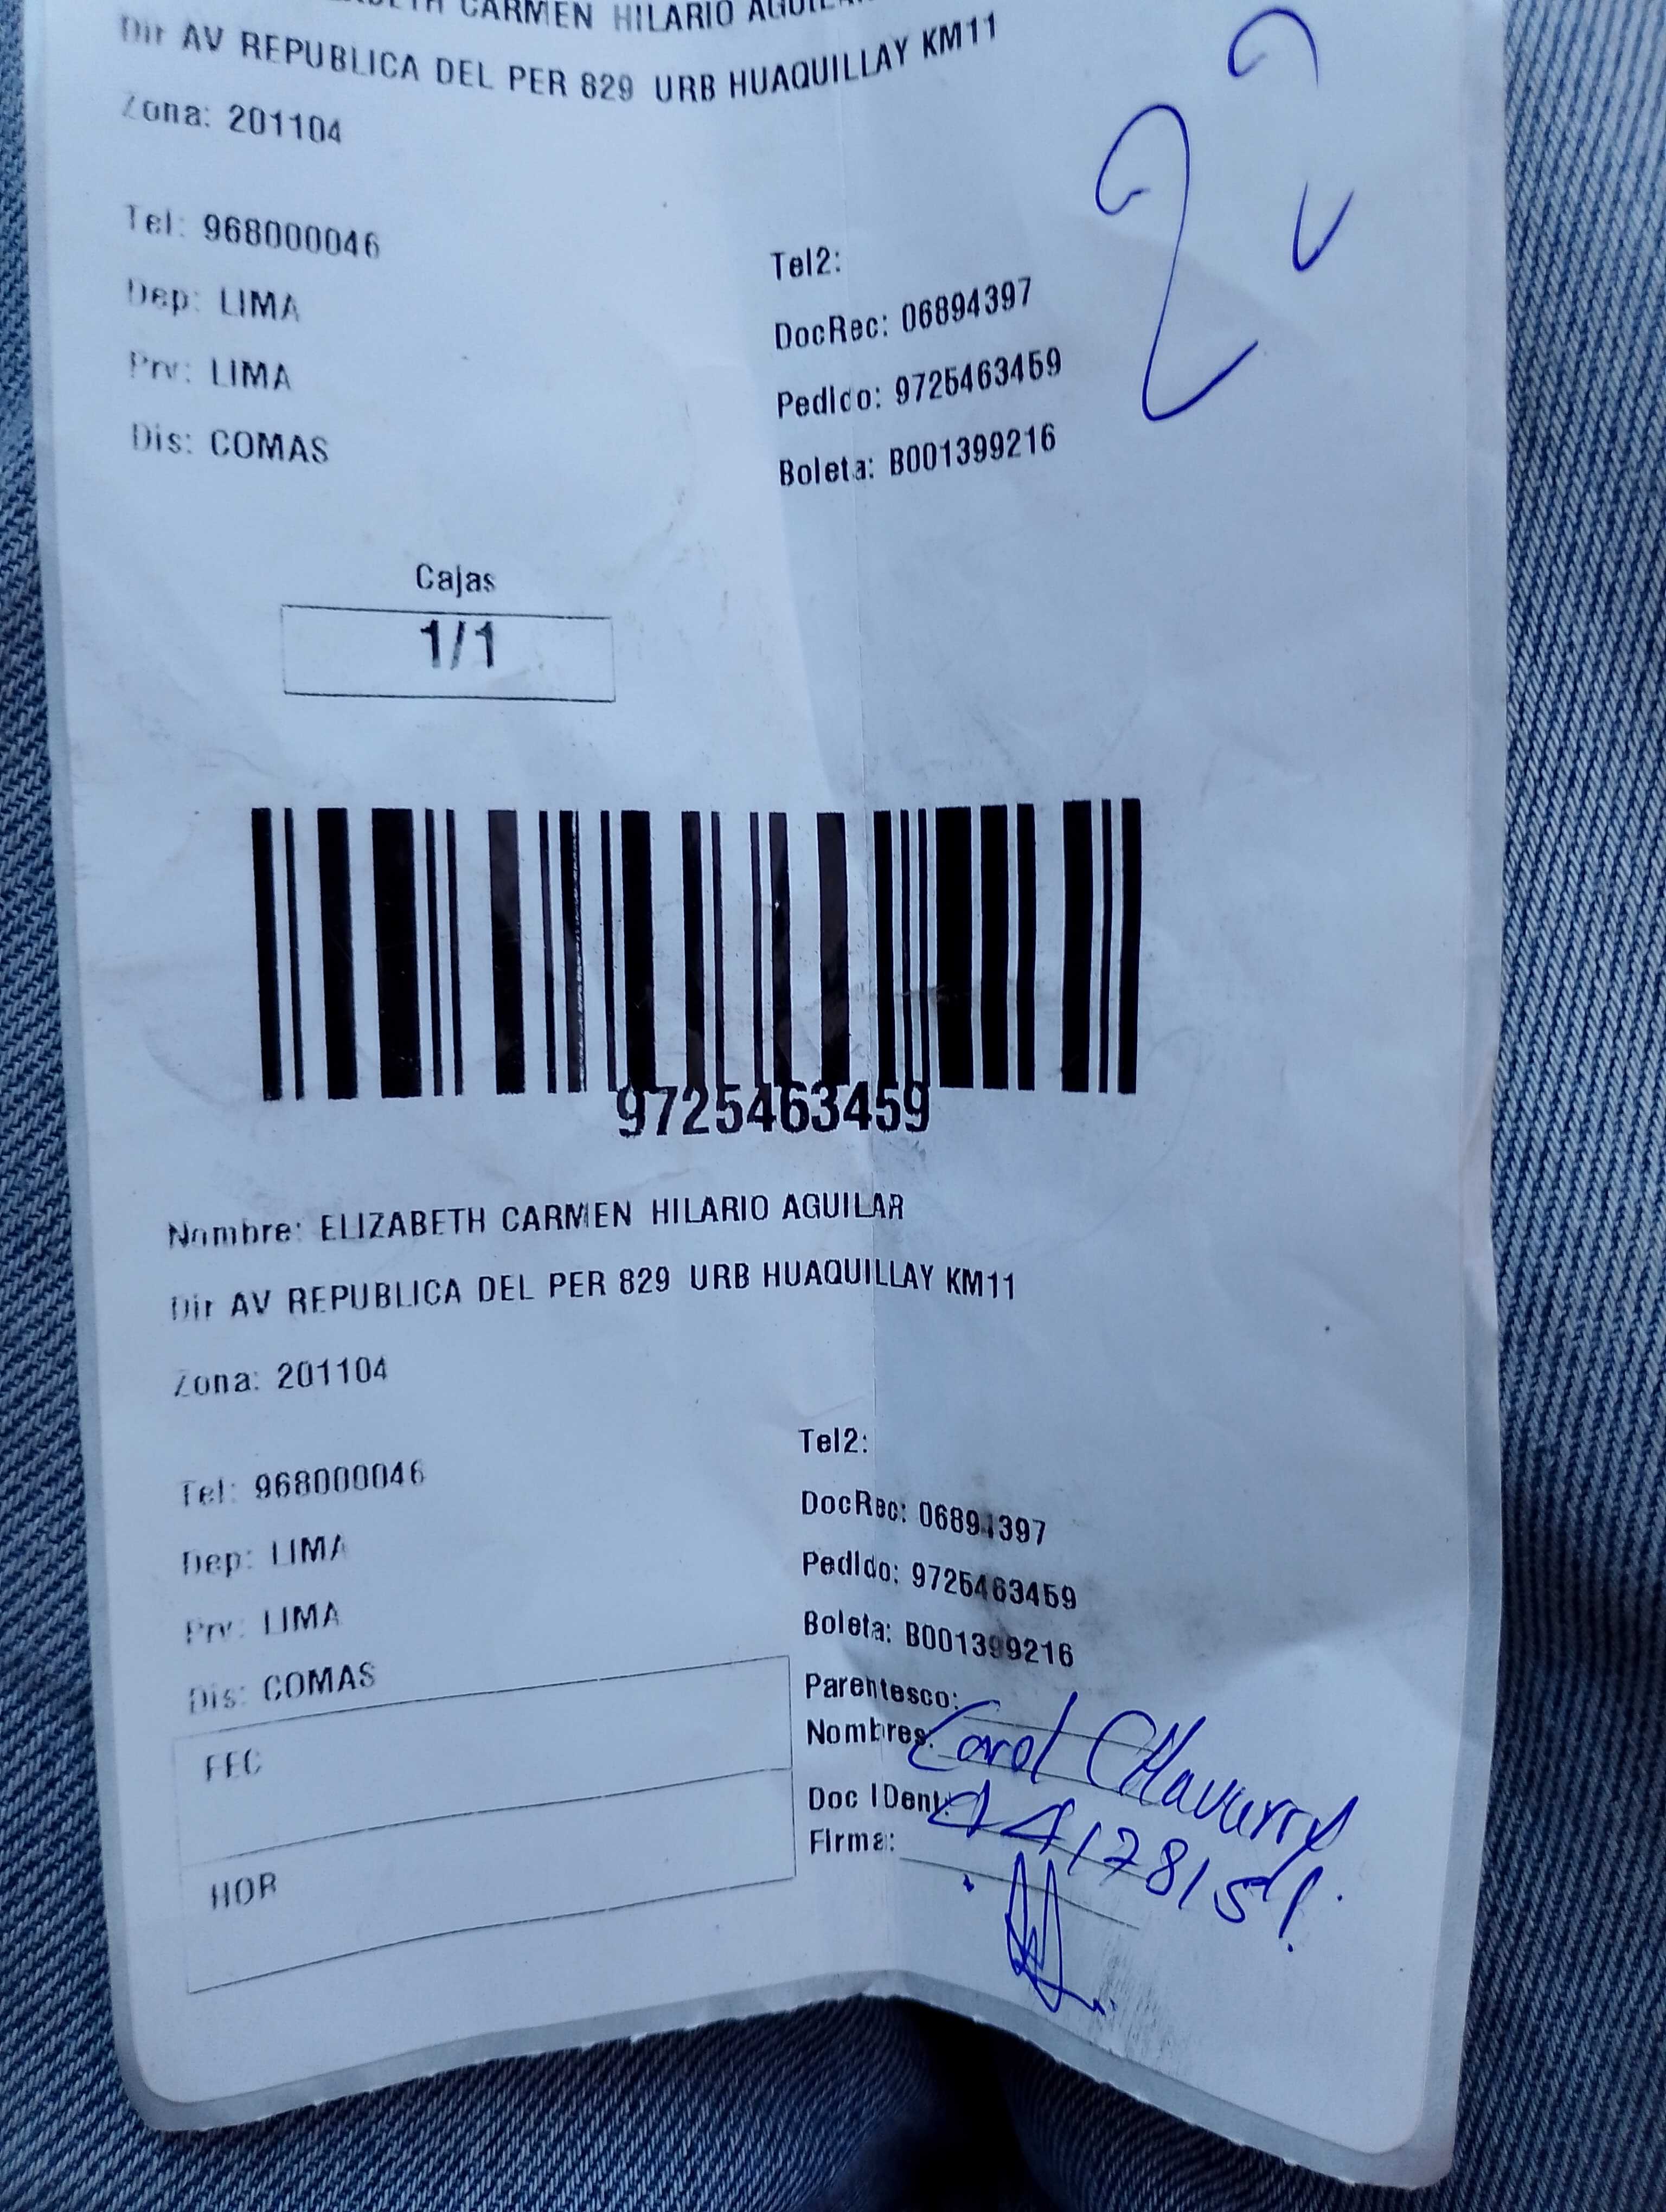 CARMEN HILARIO
Dir AV REPUBLICA DEL PER 829 URB HUAQUILLAY KM11
Zona: 201104
Tel: 968000046
Tel2:
Dep: LIMA
DocRec: 06894397
Prv: LIMA
Pedido: 9725463459
Dis: COMAS
Boleta: B001399216
Cajas
1/1
9725463459
Nombre: ELIZABETH CARMEN HILARIO AGUILAR
Dir AV REPUBLICA DEL PER 829 URB HUAQUILLAY KM11
Zona: 201104
Tel2:
Tel: 968000046
DocRec: 06894397
Dep: LIMA
Pedido: 9725463459
Prv: LIMA
Boleta: B001399216
Dis: COMAS
Parentesco:
Nombres: Carol
FEC
Doc IDent: 44178151
Firma:
HOR